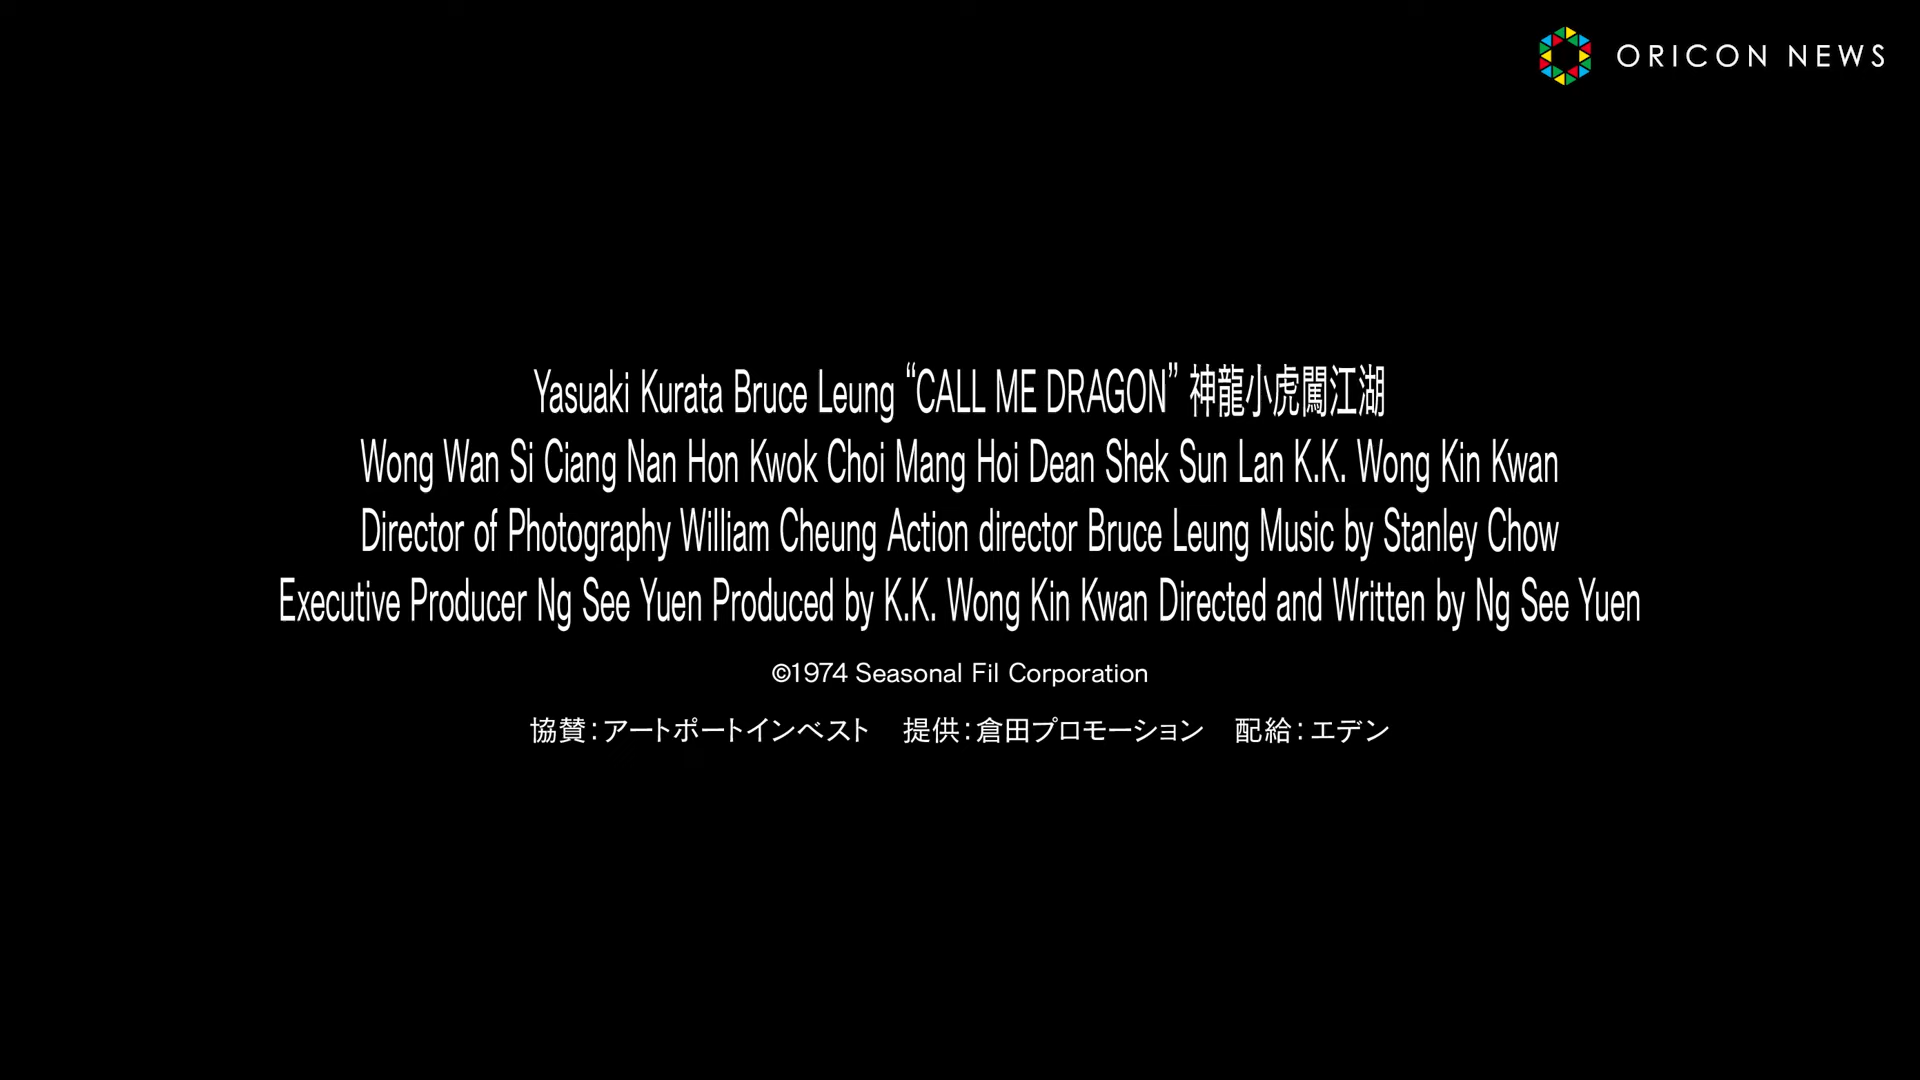 ORICON NEWS
Yasuaki Kurata Bruce Leung “CALL ME DRAGON” 神龍小虎闖江湖
Wong Wan Si Ciang Nan Hon Kwok Choi Mang Hoi Dean Shek Sun Lan K.K. Wong Kin Kwan
Director of Photography William Cheung Action director Bruce Leung Music by Stanley Chow
Executive Producer Ng See Yuen Produced by K.K. Wong Kin Kwan Directed and Written by Ng See Yuen
©1974 Seasonal Fil Corporation
協賛：アートポートインベスト　提供：倉田プロモーション　配給：エデン